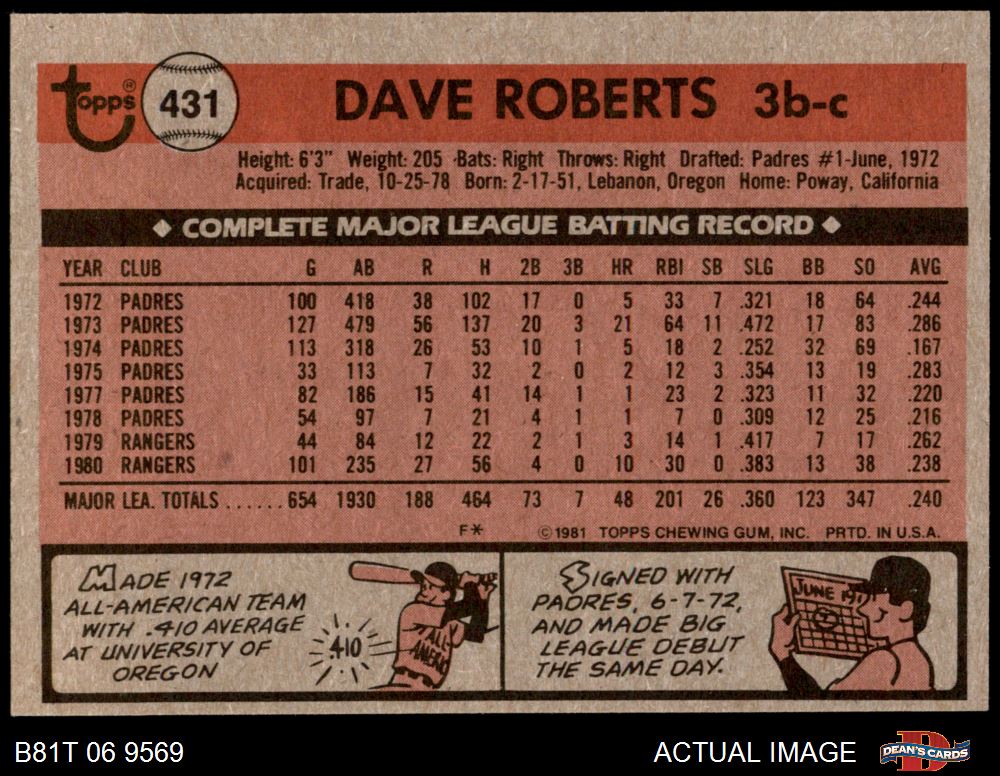 Topps® 431 DAVE ROBERTS 3b-c
Height: 6'3" Weight: 205 Bats: Right Throws: Right Drafted: Padres #1-June, 1972
Acquired: Trade, 10-25-78 Born: 2-17-51, Lebanon, Oregon Home: Poway, California
◆ COMPLETE MAJOR LEAGUE BATTING RECORD ◆
YEAR CLUB G AB R H 2B 3B HR RBI SB SLG BB SO AVG
1972 PADRES 100 418 38 102 17 0 5 33 7 .321 18 64 .244
1973 PADRES 127 479 56 137 20 3 21 64 11 .472 17 83 .286
1974 PADRES 113 318 26 53 10 1 5 18 2 .252 32 69 .167
1975 PADRES 33 113 7 32 2 0 2 12 3 .354 13 19 .283
1977 PADRES 82 186 15 41 14 1 1 23 2 .323 11 32 .220
1978 PADRES 54 97 7 21 4 1 1 7 0 .309 12 25 .216
1979 RANGERS 44 84 12 22 2 1 3 14 1 .417 7 17 .262
1980 RANGERS 101 235 27 56 4 0 10 30 0 .383 13 38 .238
MAJOR LEA. TOTALS ...... 654 1930 188 464 73 7 48 201 26 .360 123 347 .240
F* ©1981 TOPPS CHEWING GUM, INC. PRTD. IN U.S.A.
MADE 1972
ALL-AMERICAN TEAM
WITH .410 AVERAGE
AT UNIVERSITY OF
OREGON
.410
ALL-
AMERIC
SIGNED WITH
PADRES, 6-7-72,
AND MADE BIG
LEAGUE DEBUT
THE SAME DAY.
JUNE 19
7
B81T 06 9569 ACTUAL IMAGE DEAN'S CARDS